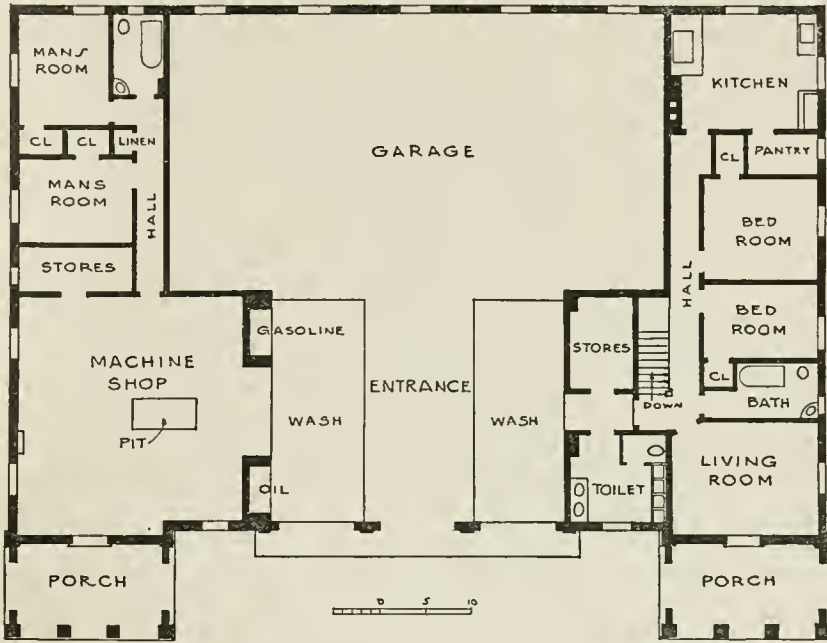 MANS
ROOM
CL
CL
LINEN
MANS
ROOM
HALL
STORES
GARAGE
KITCHEN
CL
PANTRY
BED
ROOM
HALL
BED
ROOM
CL
BATH
GASOLINE
MACHINE
SHOP
PIT
OIL
WASH
ENTRANCE
WASH
STORES
DOWN
TOILET
LIVING
ROOM
PORCH
PORCH
0 5 10